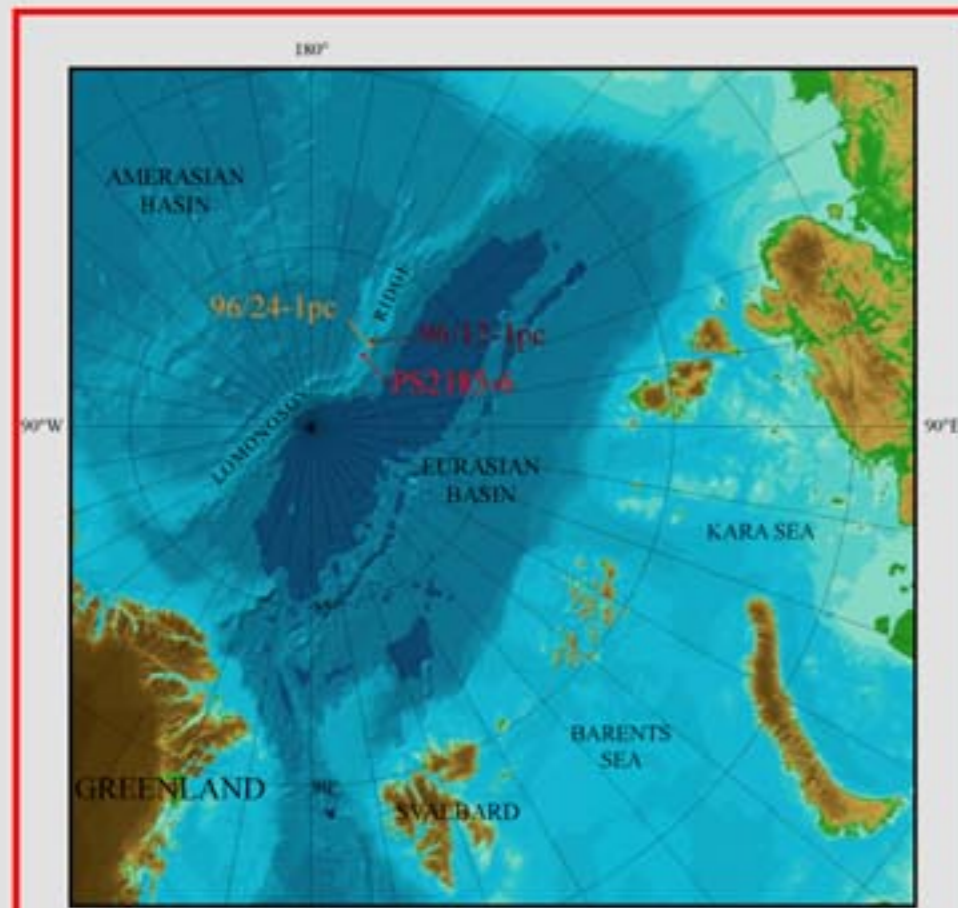 180°
AMERASIAN
BASIN
RIDGE
96/24-1pc
96/12-1pc
PS2185-6
LOMONOSOV
90°W
90°E
EURASIAN
BASIN
KARA SEA
BARENTS
SEA
GREENLAND
SVALBARD